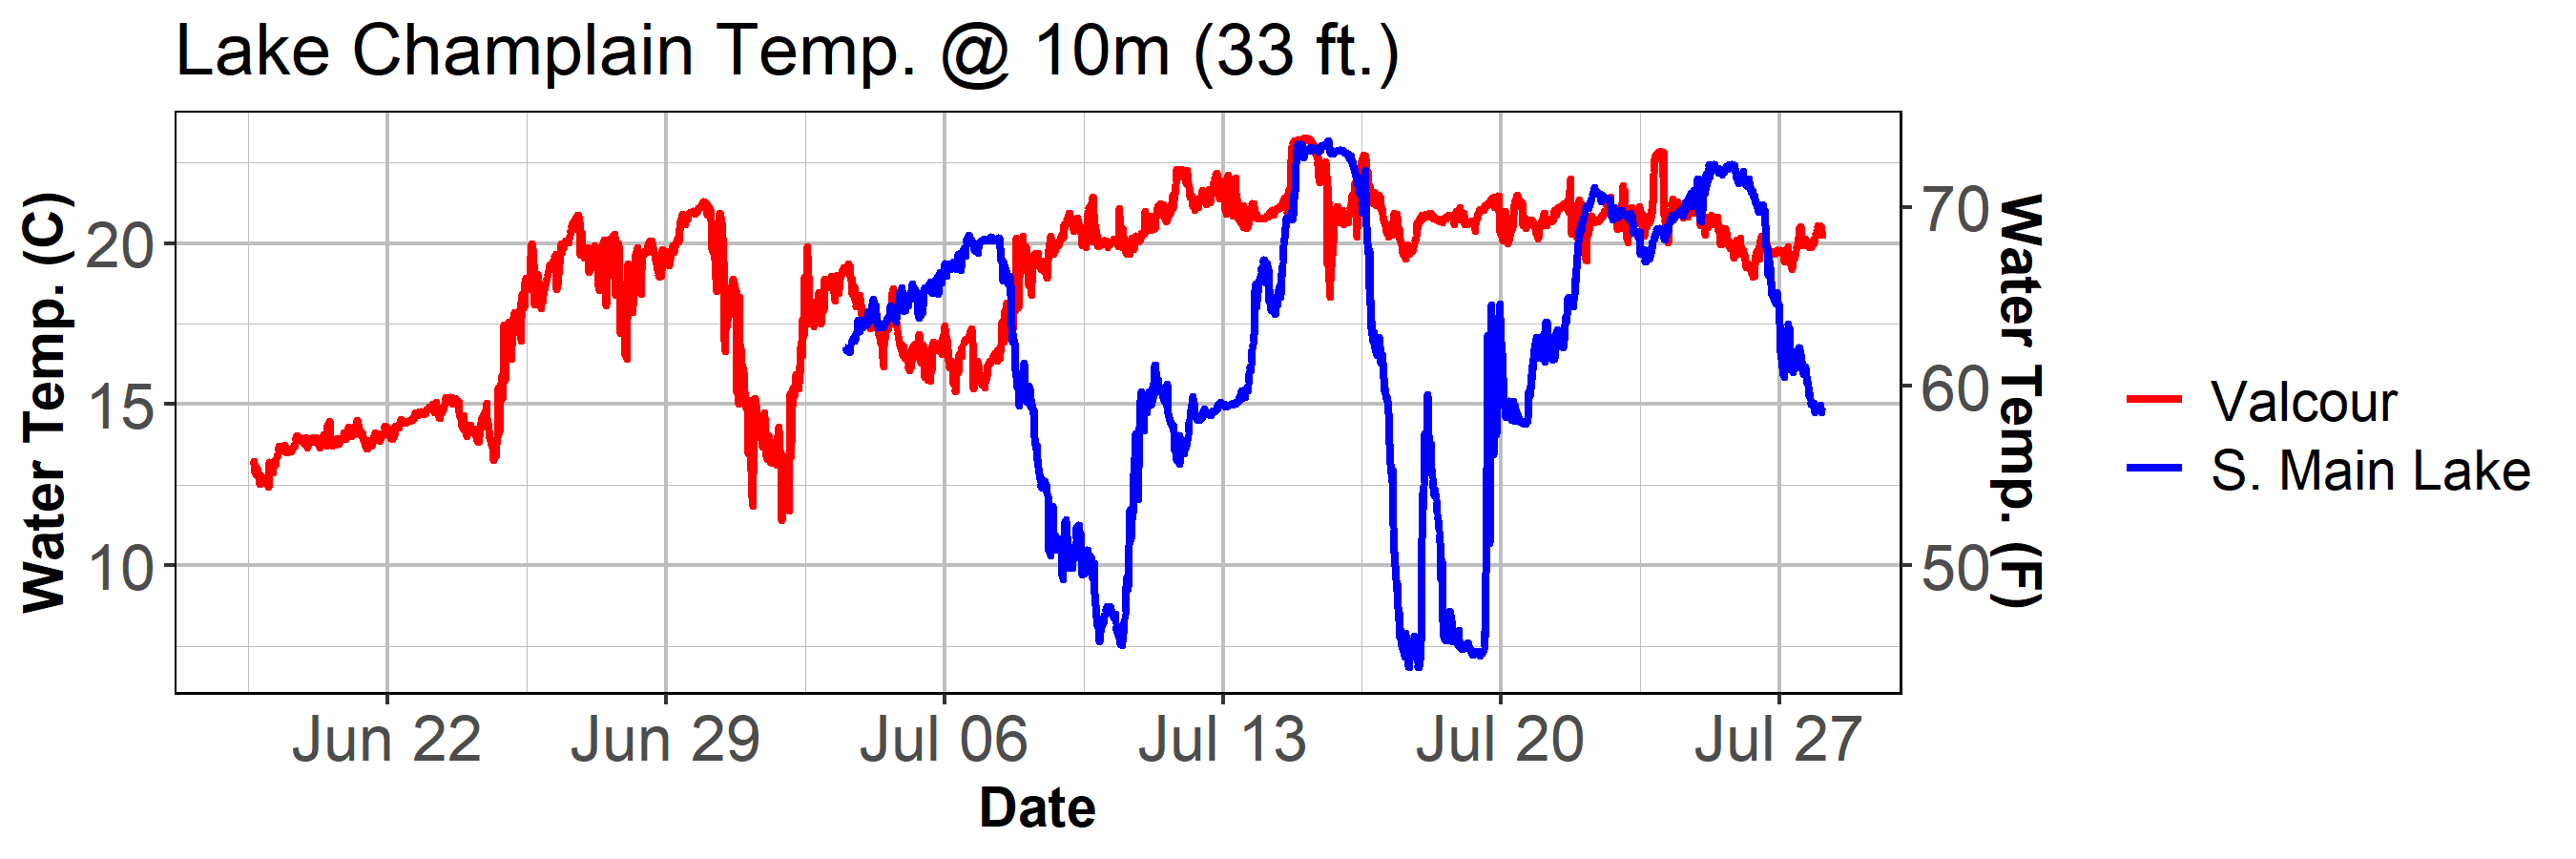 Lake Champlain Temp. @ 10m (33 ft.)
Water Temp. (C)
20
15
10
70
60
50
Water Temp. (F)
Jun 22
Jun 29
Jul 06
Jul 13
Jul 20
Jul 27
Date
Valcour
S. Main Lake